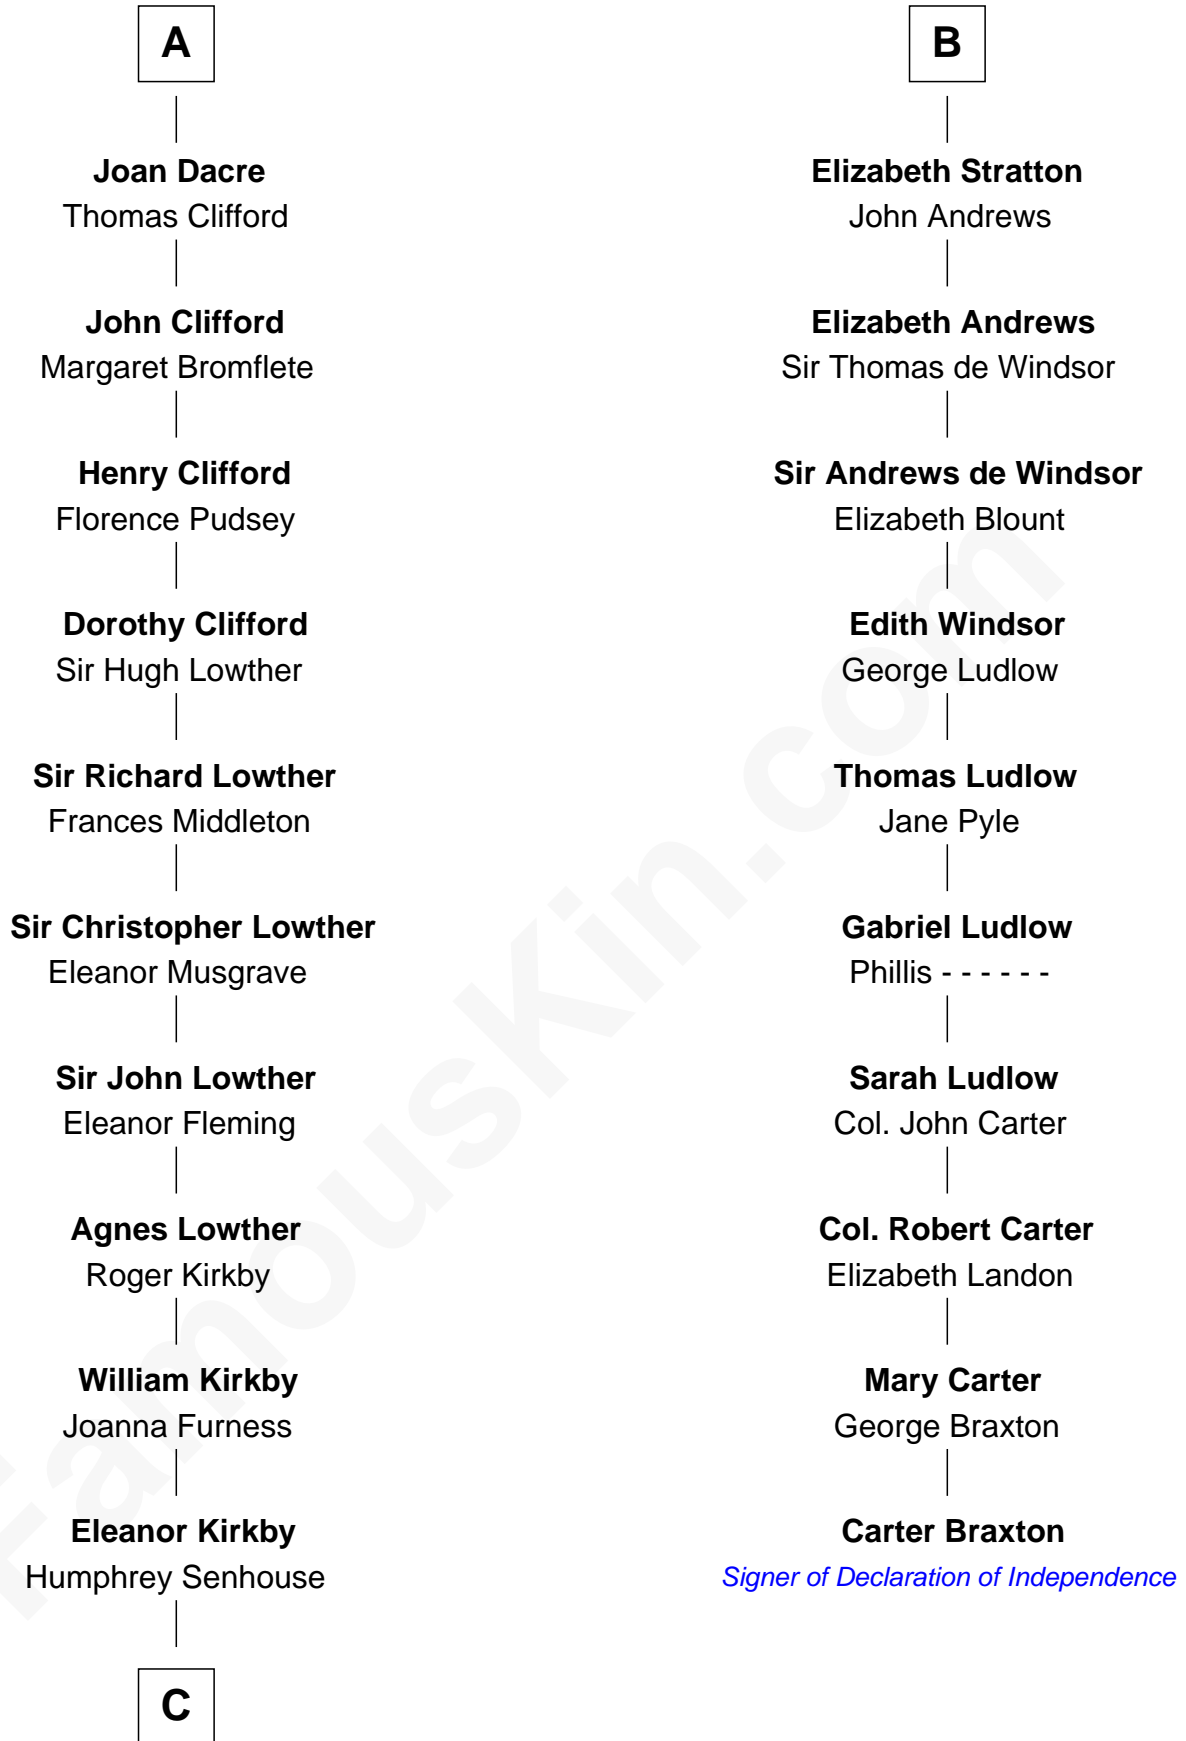 A
Joan Dacre
Thomas Clifford
John Clifford
Margaret Bromflete
Henry Clifford
Florence Pudsey
Dorothy Clifford
Sir Hugh Lowther
Sir Richard Lowther
Frances Middleton
Sir Christopher Lowther
Eleanor Musgrave
Sir John Lowther
Eleanor Fleming
Agnes Lowther
Roger Kirkby
William Kirkby
Joanna Furness
Eleanor Kirkby
Humphrey Senhouse
C
B
Elizabeth Stratton
John Andrews
Elizabeth Andrews
Sir Thomas de Windsor
Sir Andrews de Windsor
Elizabeth Blount
Edith Windsor
George Ludlow
Thomas Ludlow
Jane Pyle
Gabriel Ludlow
Phillis - - - - - -
Sarah Ludlow
Col. John Carter
Col. Robert Carter
Elizabeth Landon
Mary Carter
George Braxton
Carter Braxton
Signer of Declaration of Independence
FamousKin.com